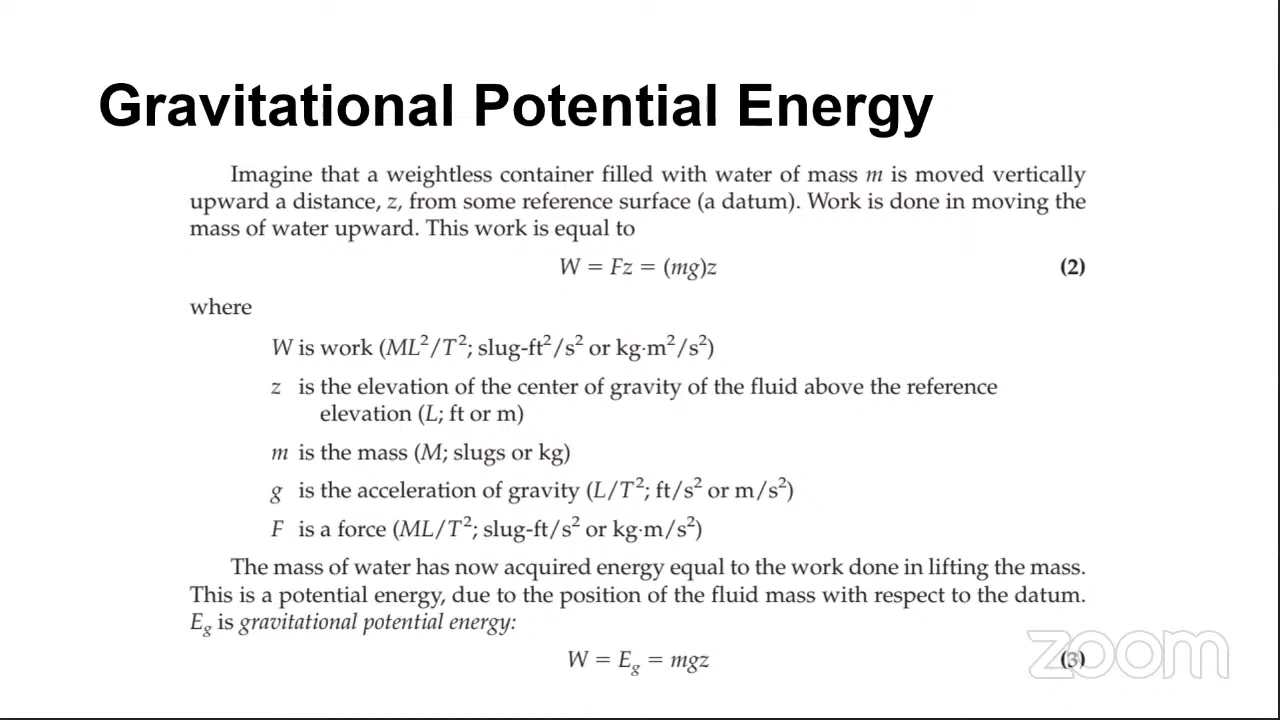 Gravitational Potential Energy
Imagine that a weightless container filled with water of mass m is moved vertically
upward a distance, z, from some reference surface (a datum). Work is done in moving the
mass of water upward. This work is equal to
W = Fz = (mg)z (2)
where
W is work (ML²/T²; slug-ft²/s² or kg·m²/s²)
z is the elevation of the center of gravity of the fluid above the reference
elevation (L; ft or m)
m is the mass (M; slugs or kg)
g is the acceleration of gravity (L/T²; ft/s² or m/s²)
F is a force (ML/T²; slug-ft/s² or kg·m/s²)
The mass of water has now acquired energy equal to the work done in lifting the mass.
This is a potential energy, due to the position of the fluid mass with respect to the datum.
E_g is gravitational potential energy:
W = E_g = mgz (3)
zoom